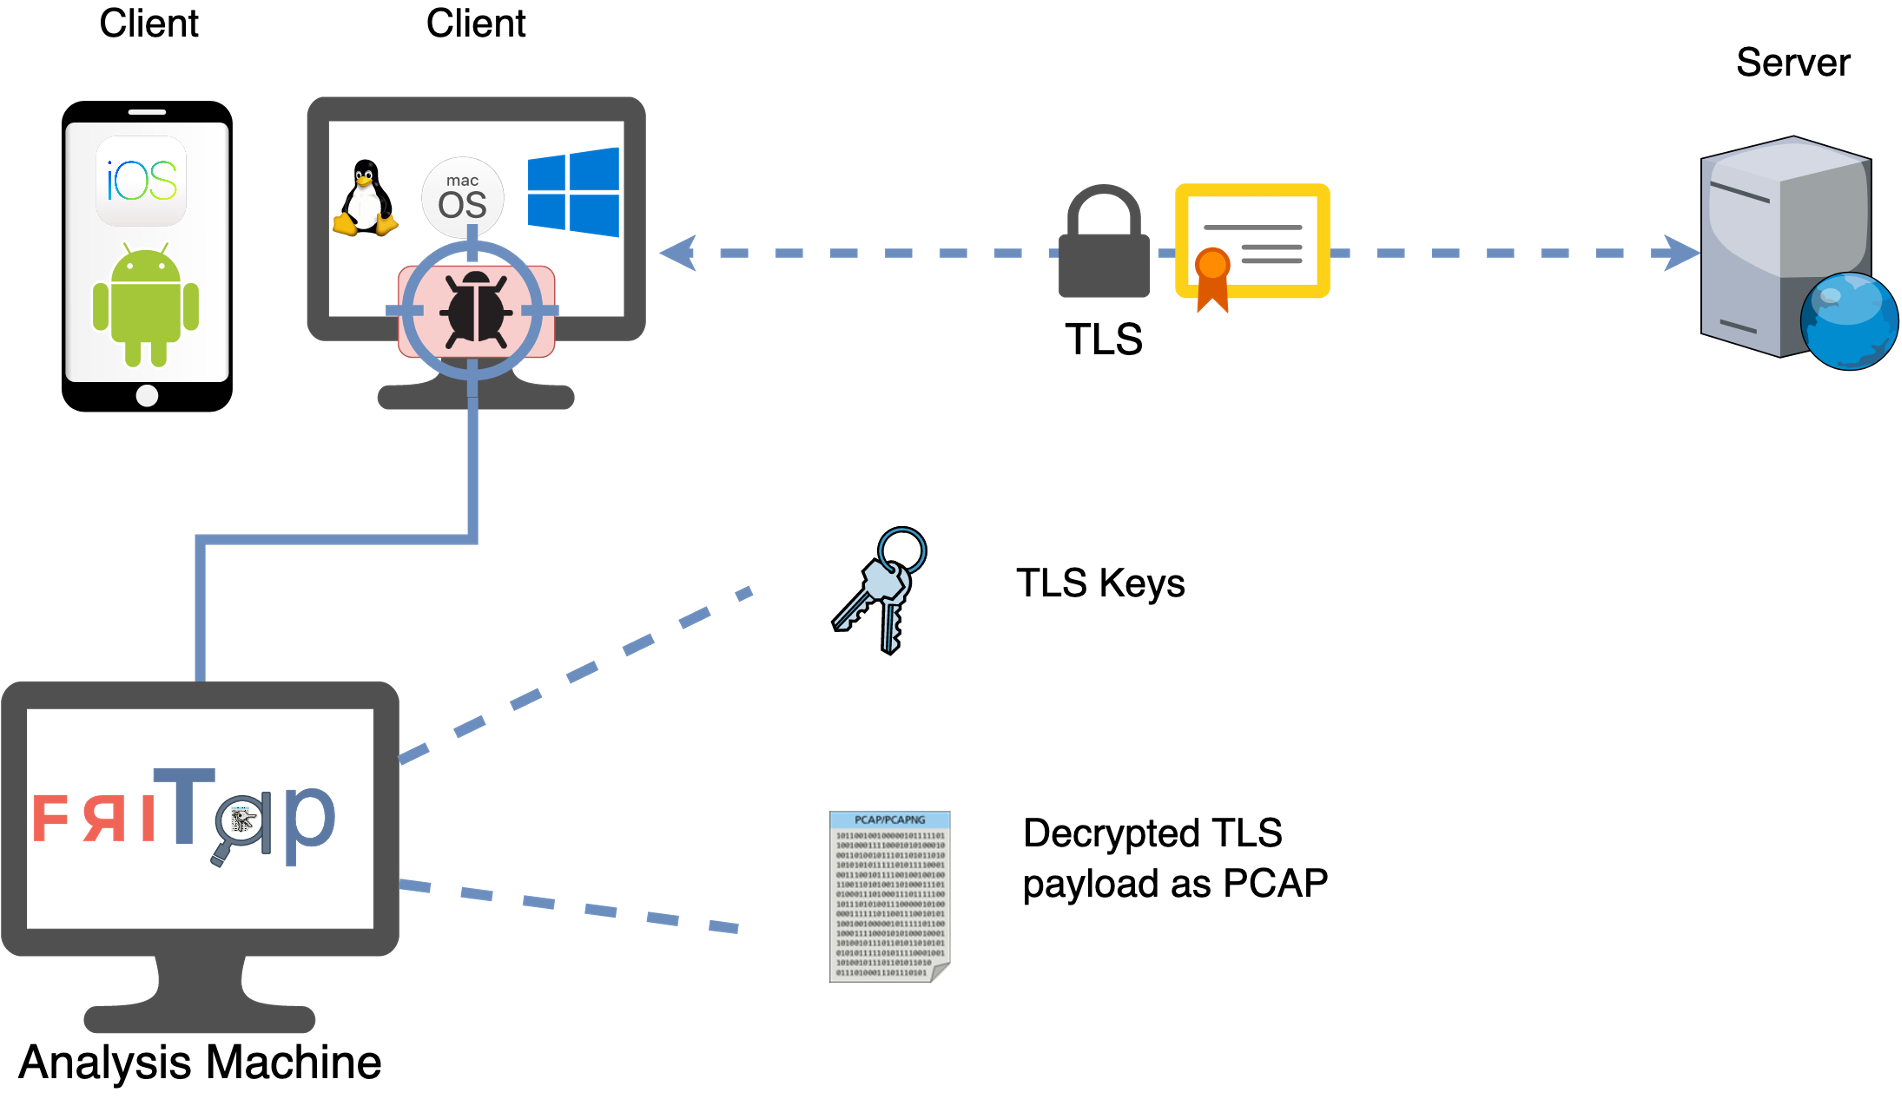 Client
Client
Server
iOS
mac
OS
TLS
TLS Keys
FRITap
PCAP/PCAPNG
Decrypted TLS
payload as PCAP
Analysis Machine